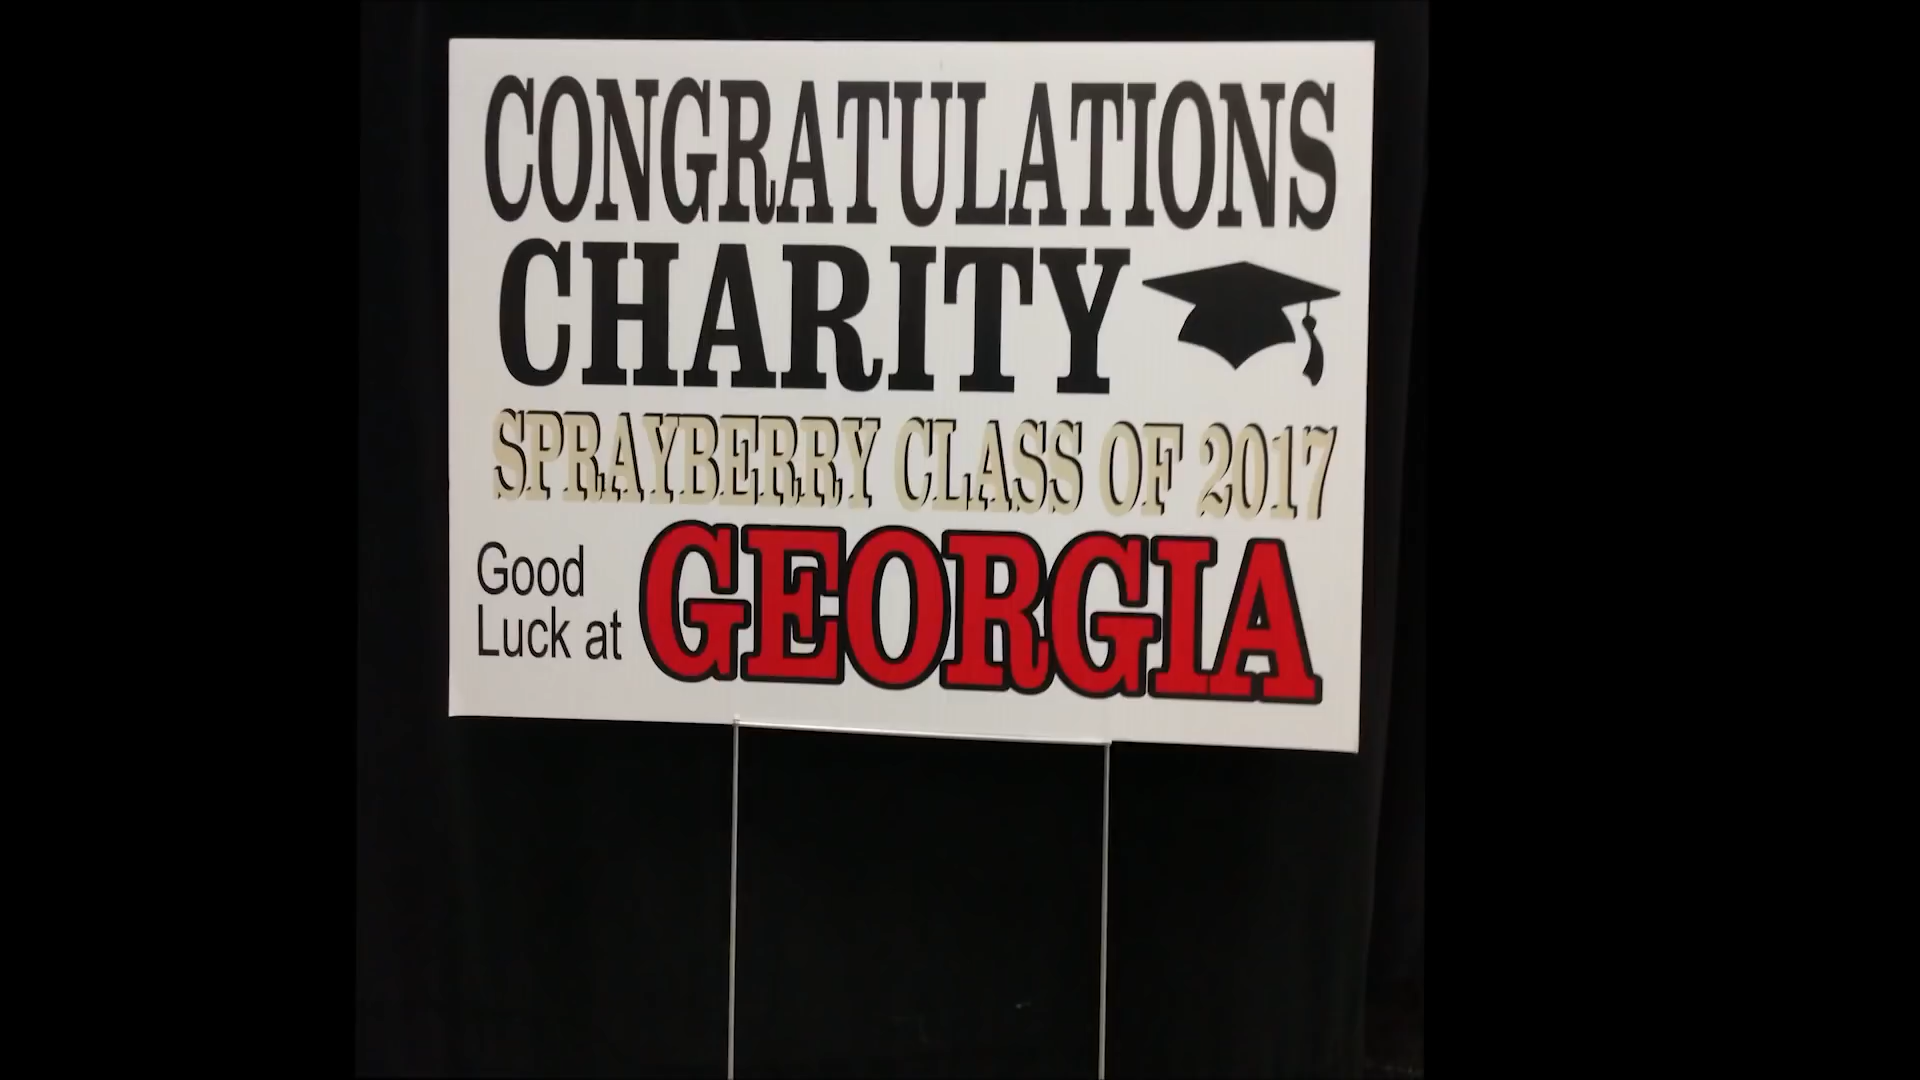 CONGRATULATIONS
CHARITY
SPRAYBERRY CLASS OF 2017
Good
Luck at
GEORGIA